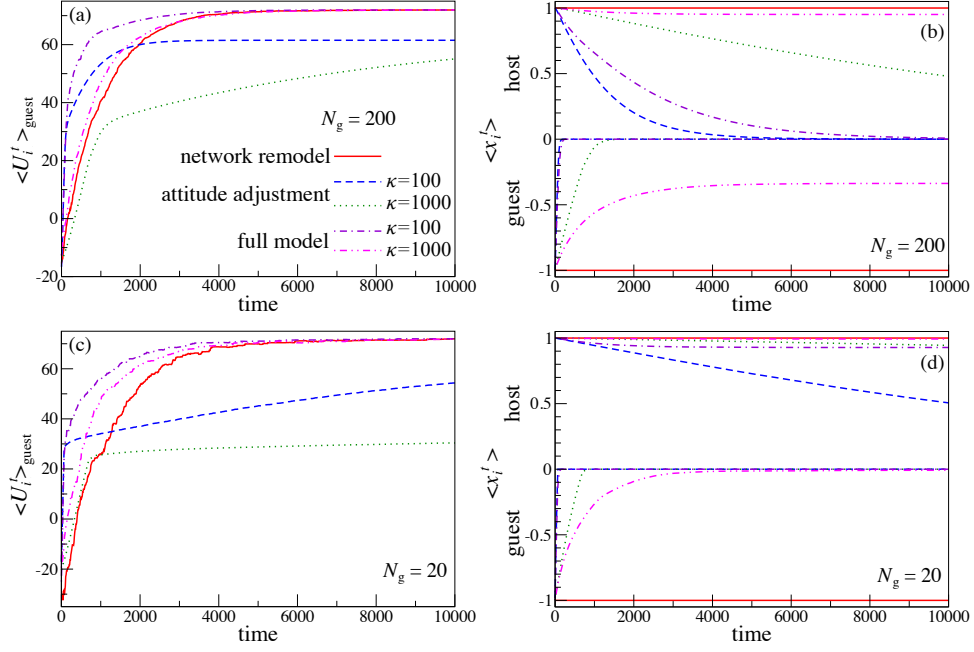 (a)
60
40
20
0
-20
<U_i^t>_guest
N_g = 200
network remodel
attitude adjustment
κ=100
κ=1000
full model
κ=100
κ=1000
0 2000 4000 6000 8000 10000
time
(b)
1
0.5
0
-0.5
-1
<x_i^t>
host
guest
N_g = 200
0 2000 4000 6000 8000 10000
time
(c)
60
40
20
0
-20
<U_i^t>_guest
N_g = 20
0 2000 4000 6000 8000 10000
time
(d)
1
0.5
0
-0.5
-1
<x_i^t>
host
guest
N_g = 20
0 2000 4000 6000 8000 10000
time